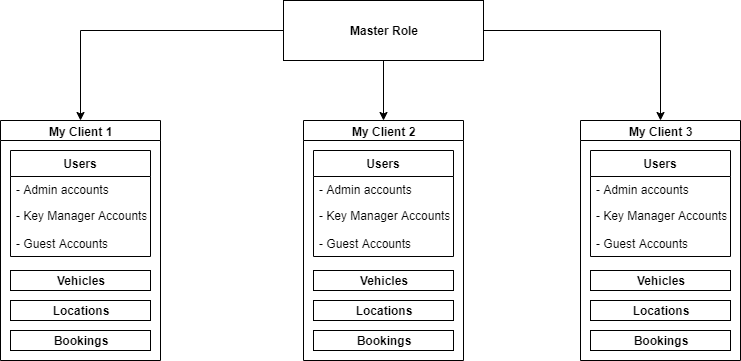 Master Role
My Client 1
Users
- Admin accounts
- Key Manager Accounts
- Guest Accounts
Vehicles
Locations
Bookings
My Client 2
Users
- Admin accounts
- Key Manager Accounts
- Guest Accounts
Vehicles
Locations
Bookings
My Client 3
Users
- Admin accounts
- Key Manager Accounts
- Guest Accounts
Vehicles
Locations
Bookings